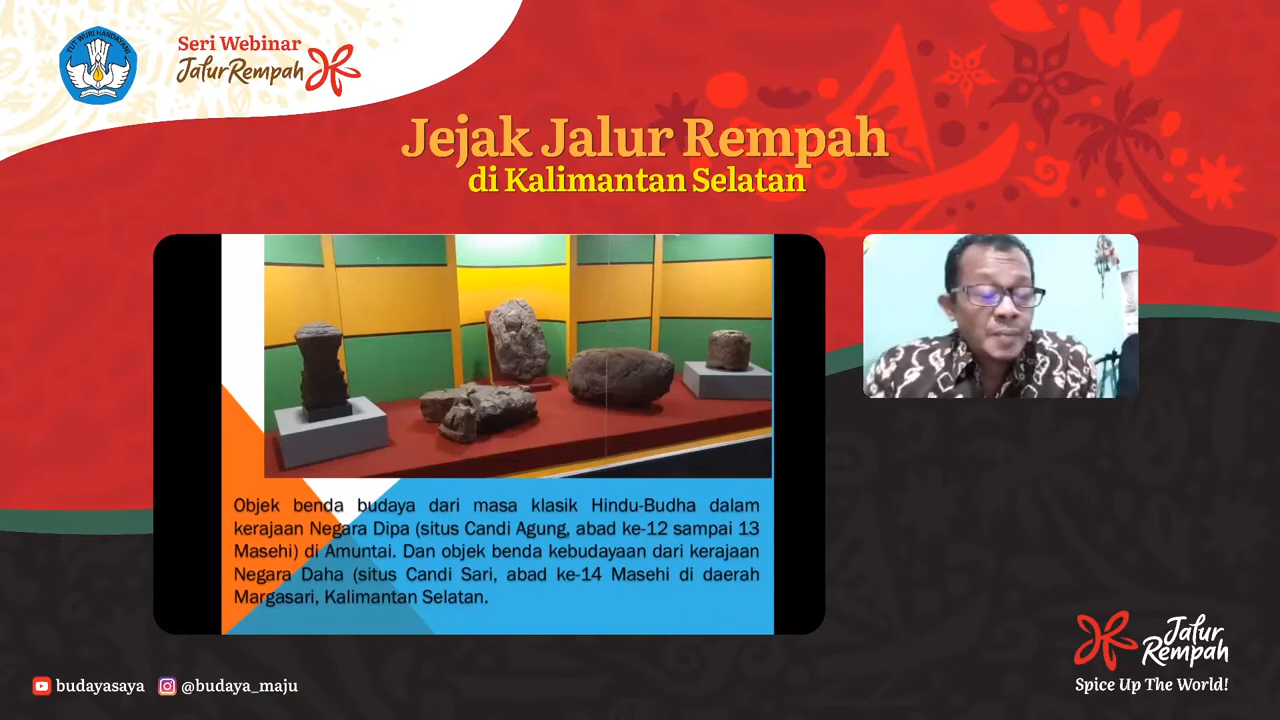 TUT WURI HANDAYANI
Seri Webinar
Jalur Rempah
Jejak Jalur Rempah
di Kalimantan Selatan
Objek benda budaya dari masa klasik Hindu-Budha dalam
kerajaan Negara Dipa (situs Candi Agung, abad ke-12 sampai 13
Masehi) di Amuntai. Dan objek benda kebudayaan dari kerajaan
Negara Daha (situs Candi Sari, abad ke-14 Masehi di daerah
Margasari, Kalimantan Selatan.
Jalur
Rempah
Spice Up The World!
budayasaya @budaya_maju